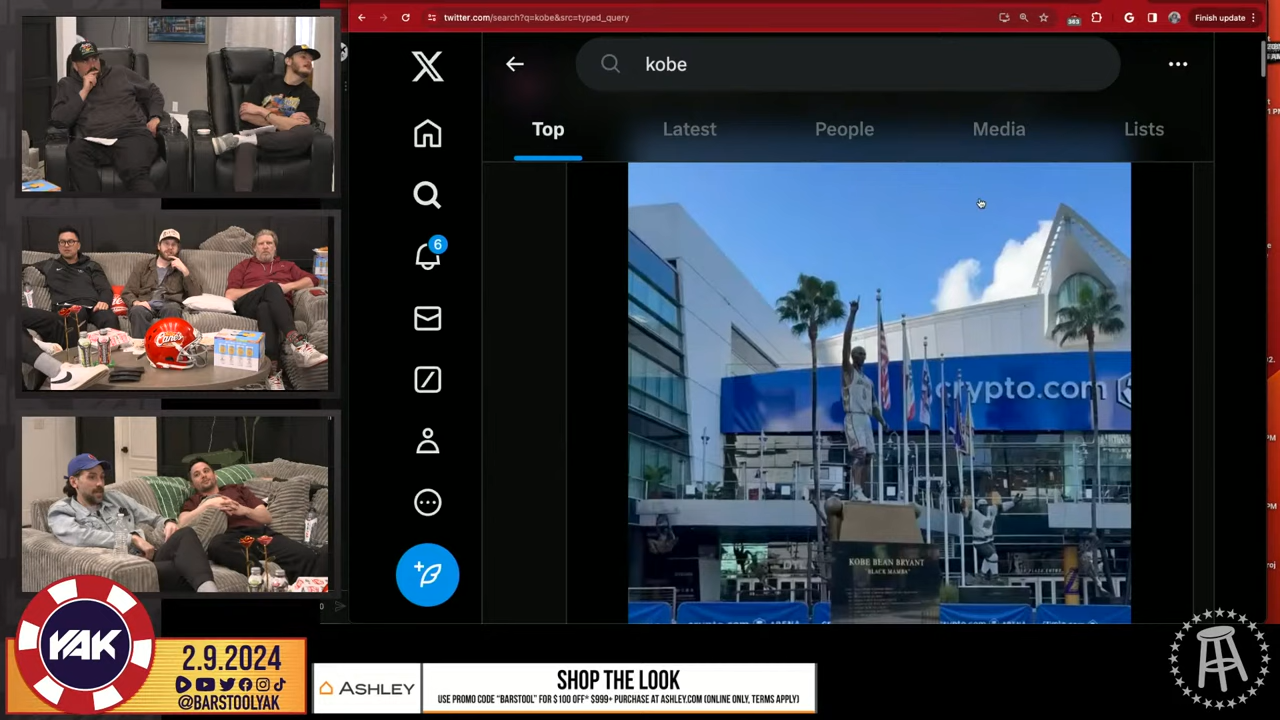 twitter.com/search?q=kobe&src=typed_query
363
Finish update
X
kobe
Top
Latest
People
Media
Lists
6
crypto.com
KOBE BEAN BRYANT
"BLACK MAMBA"
Cane's
YAK
2.9.2024
@BARSTOOLYAK
ASHLEY
SHOP THE LOOK
USE PROMO CODE "BARSTOOL" FOR $100 OFF* $999+ PURCHASE AT ASHLEY.COM (ONLINE ONLY, TERMS APPLY)